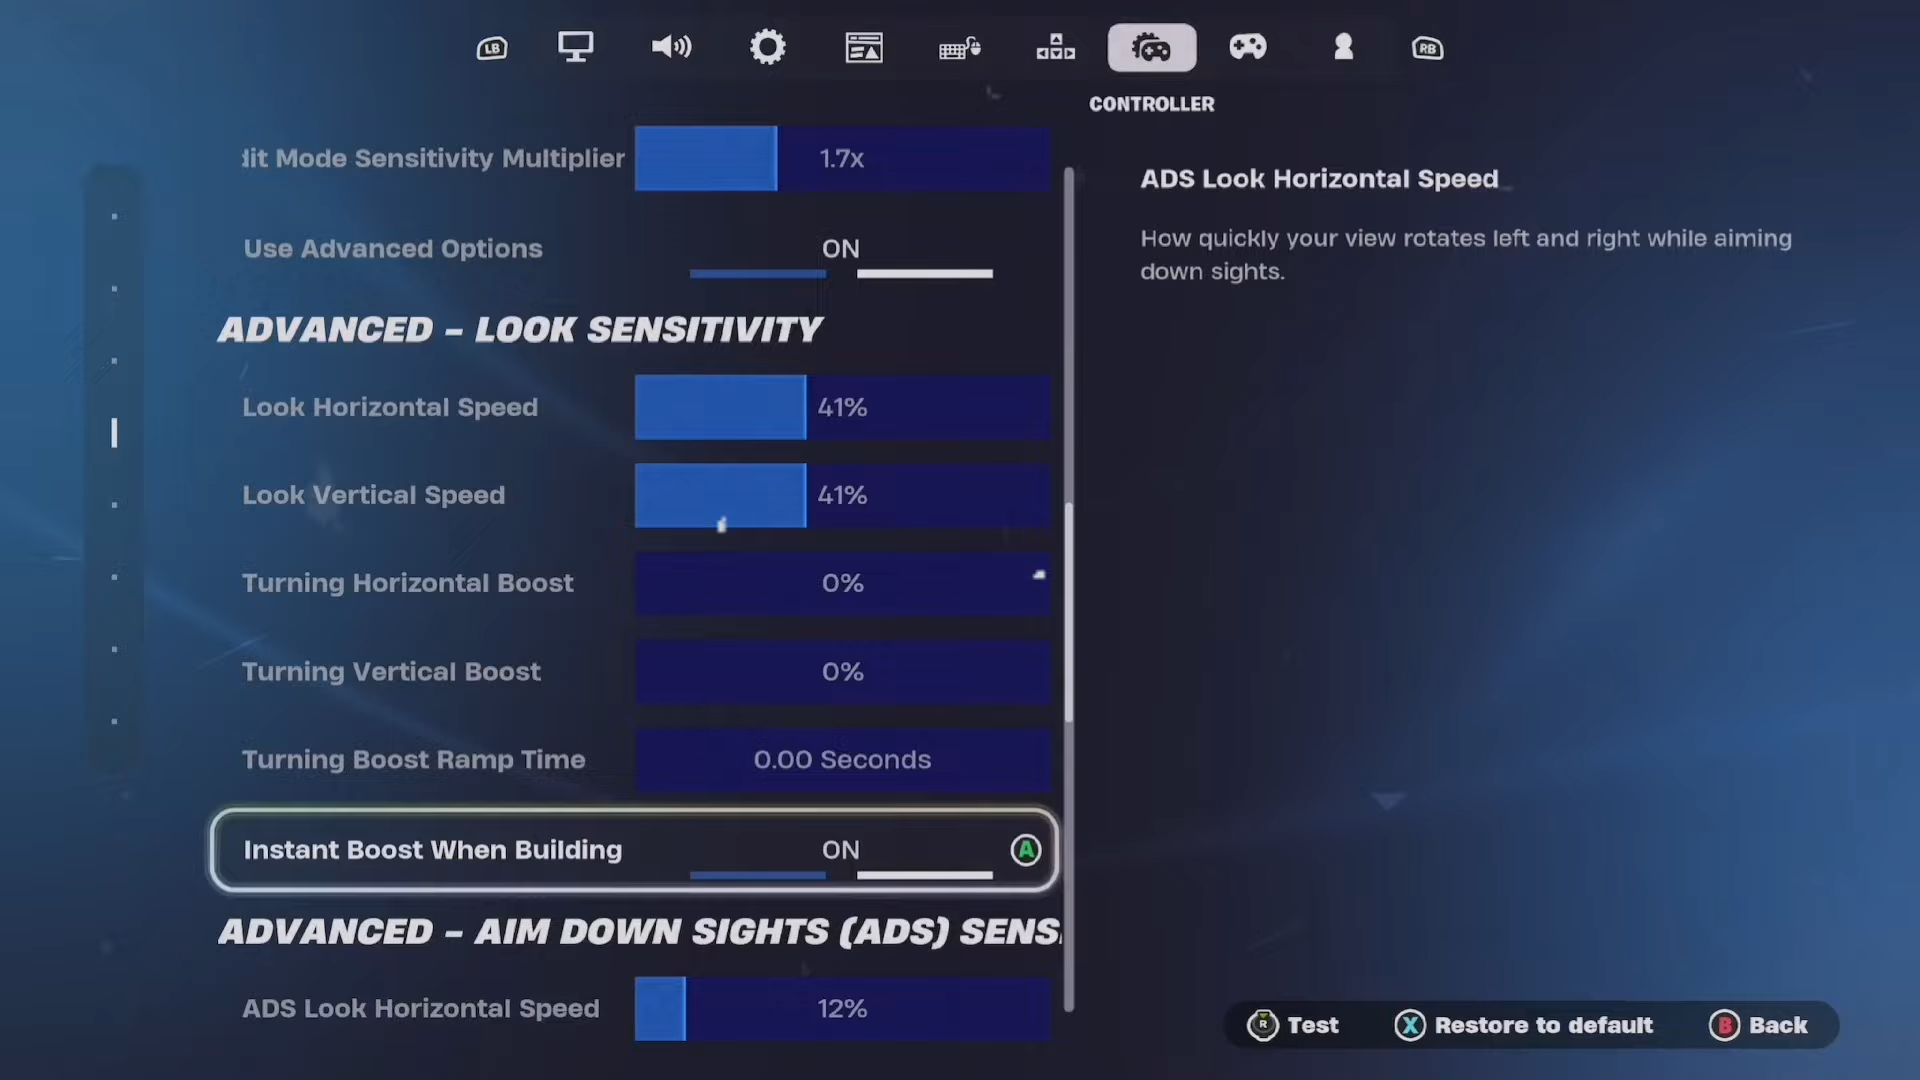 LB
RB
CONTROLLER
dit Mode Sensitivity Multiplier 1.7x
Use Advanced Options ON
ADVANCED – LOOK SENSITIVITY
Look Horizontal Speed 41%
Look Vertical Speed 41%
Turning Horizontal Boost 0%
Turning Vertical Boost 0%
Turning Boost Ramp Time 0.00 Seconds
Instant Boost When Building ON A
ADVANCED – AIM DOWN SIGHTS (ADS) SENS
ADS Look Horizontal Speed 12%
ADS Look Horizontal Speed
How quickly your view rotates left and right while aiming
down sights.
R Test X Restore to default B Back